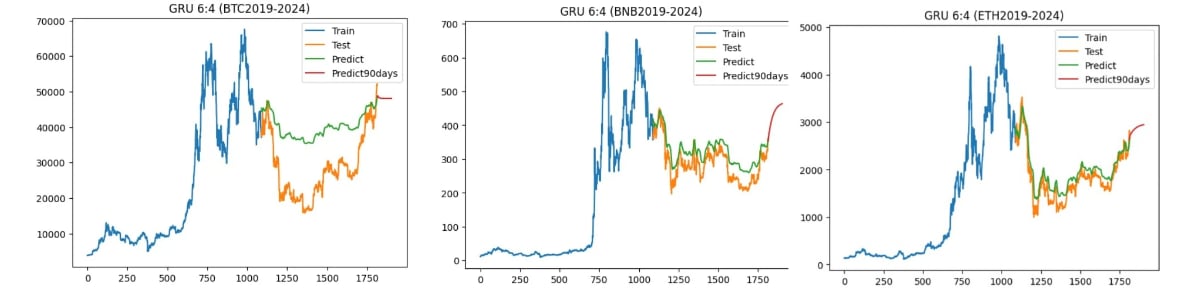 GRU 6:4 (BTC2019-2024)
70000
60000
50000
40000
30000
20000
10000
0 250 500 750 1000 1250 1500 1750
Train
Test
Predict
Predict90days
GRU 6:4 (BNB2019-2024)
700
600
500
400
300
200
100
0
0 250 500 750 1000 1250 1500 1750
Train
Test
Predict
Predict90days
GRU 6:4 (ETH2019-2024)
5000
4000
3000
2000
1000
0
0 250 500 750 1000 1250 1500 1750
Train
Test
Predict
Predict90days